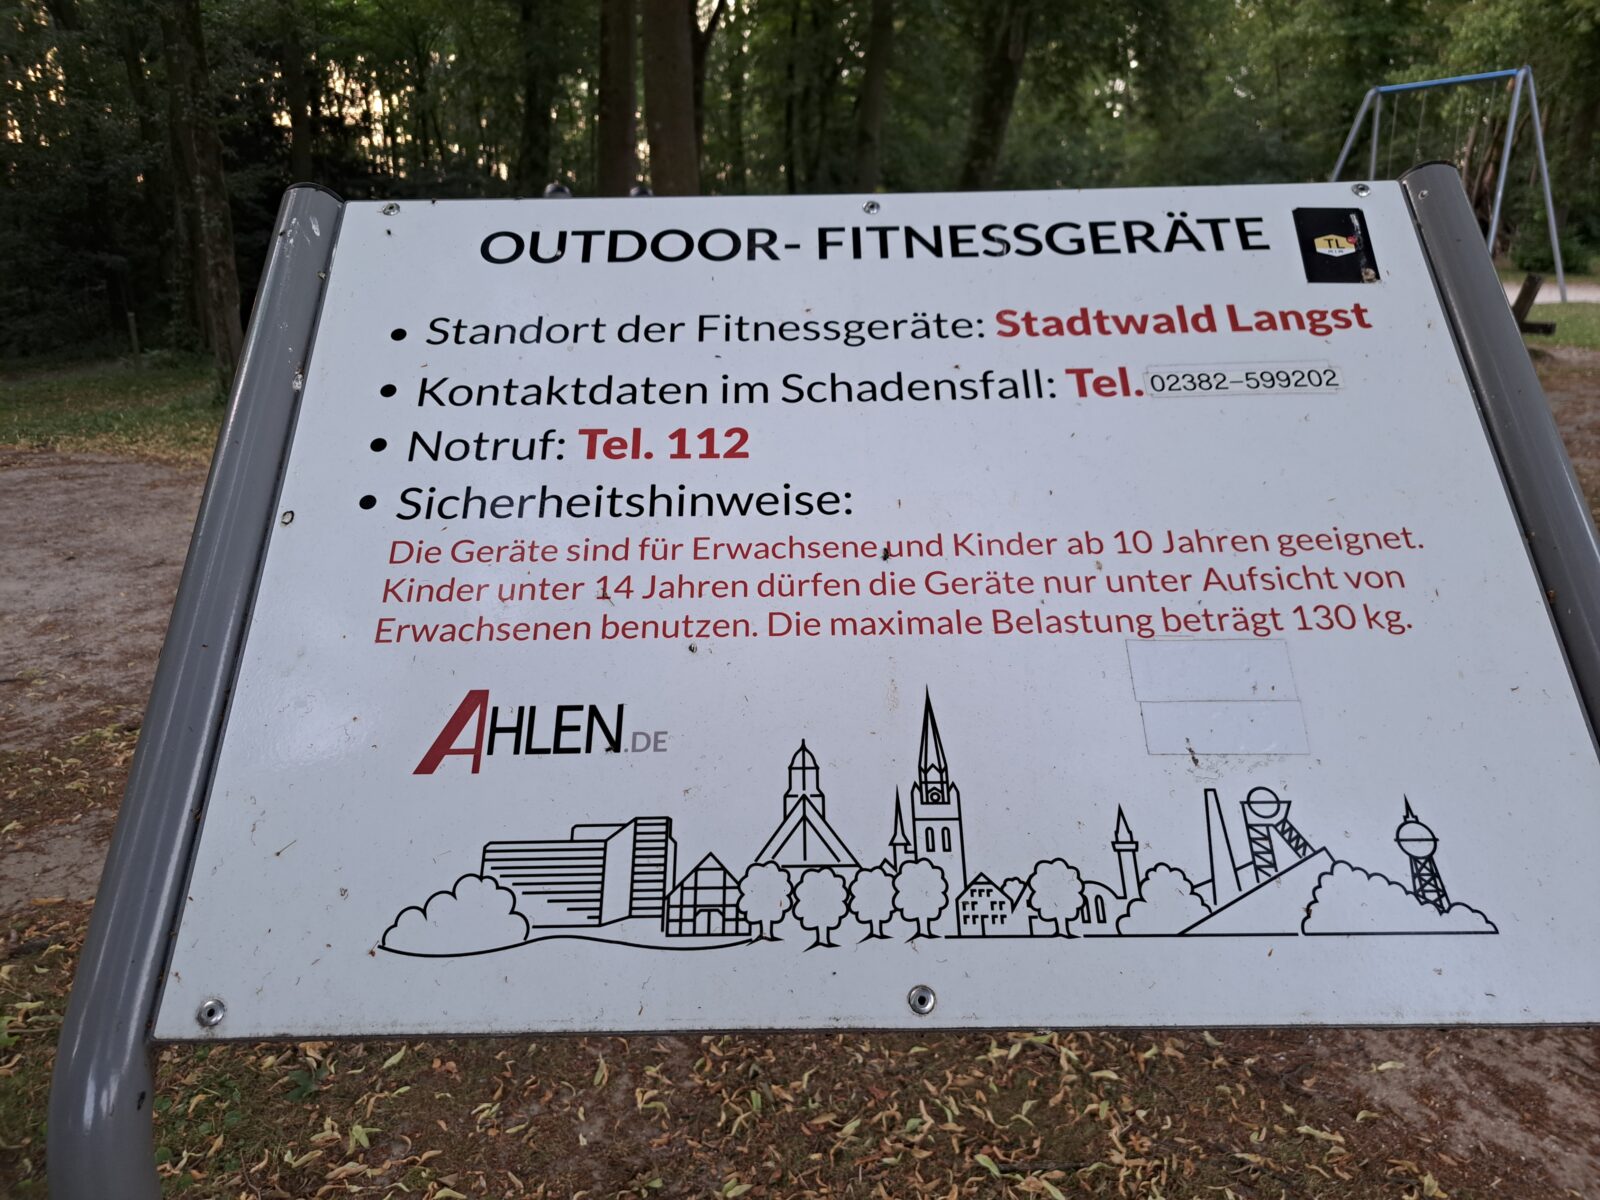 OUTDOOR- FITNESSGERÄTE
TL
• Standort der Fitnessgeräte: Stadtwald Langst
• Kontaktdaten im Schadensfall: Tel. 02382-599202
• Notruf: Tel. 112
• Sicherheitshinweise:
Die Geräte sind für Erwachsene und Kinder ab 10 Jahren geeignet.
Kinder unter 14 Jahren dürfen die Geräte nur unter Aufsicht von
Erwachsenen benutzen. Die maximale Belastung beträgt 130 kg.
AHLEN.DE